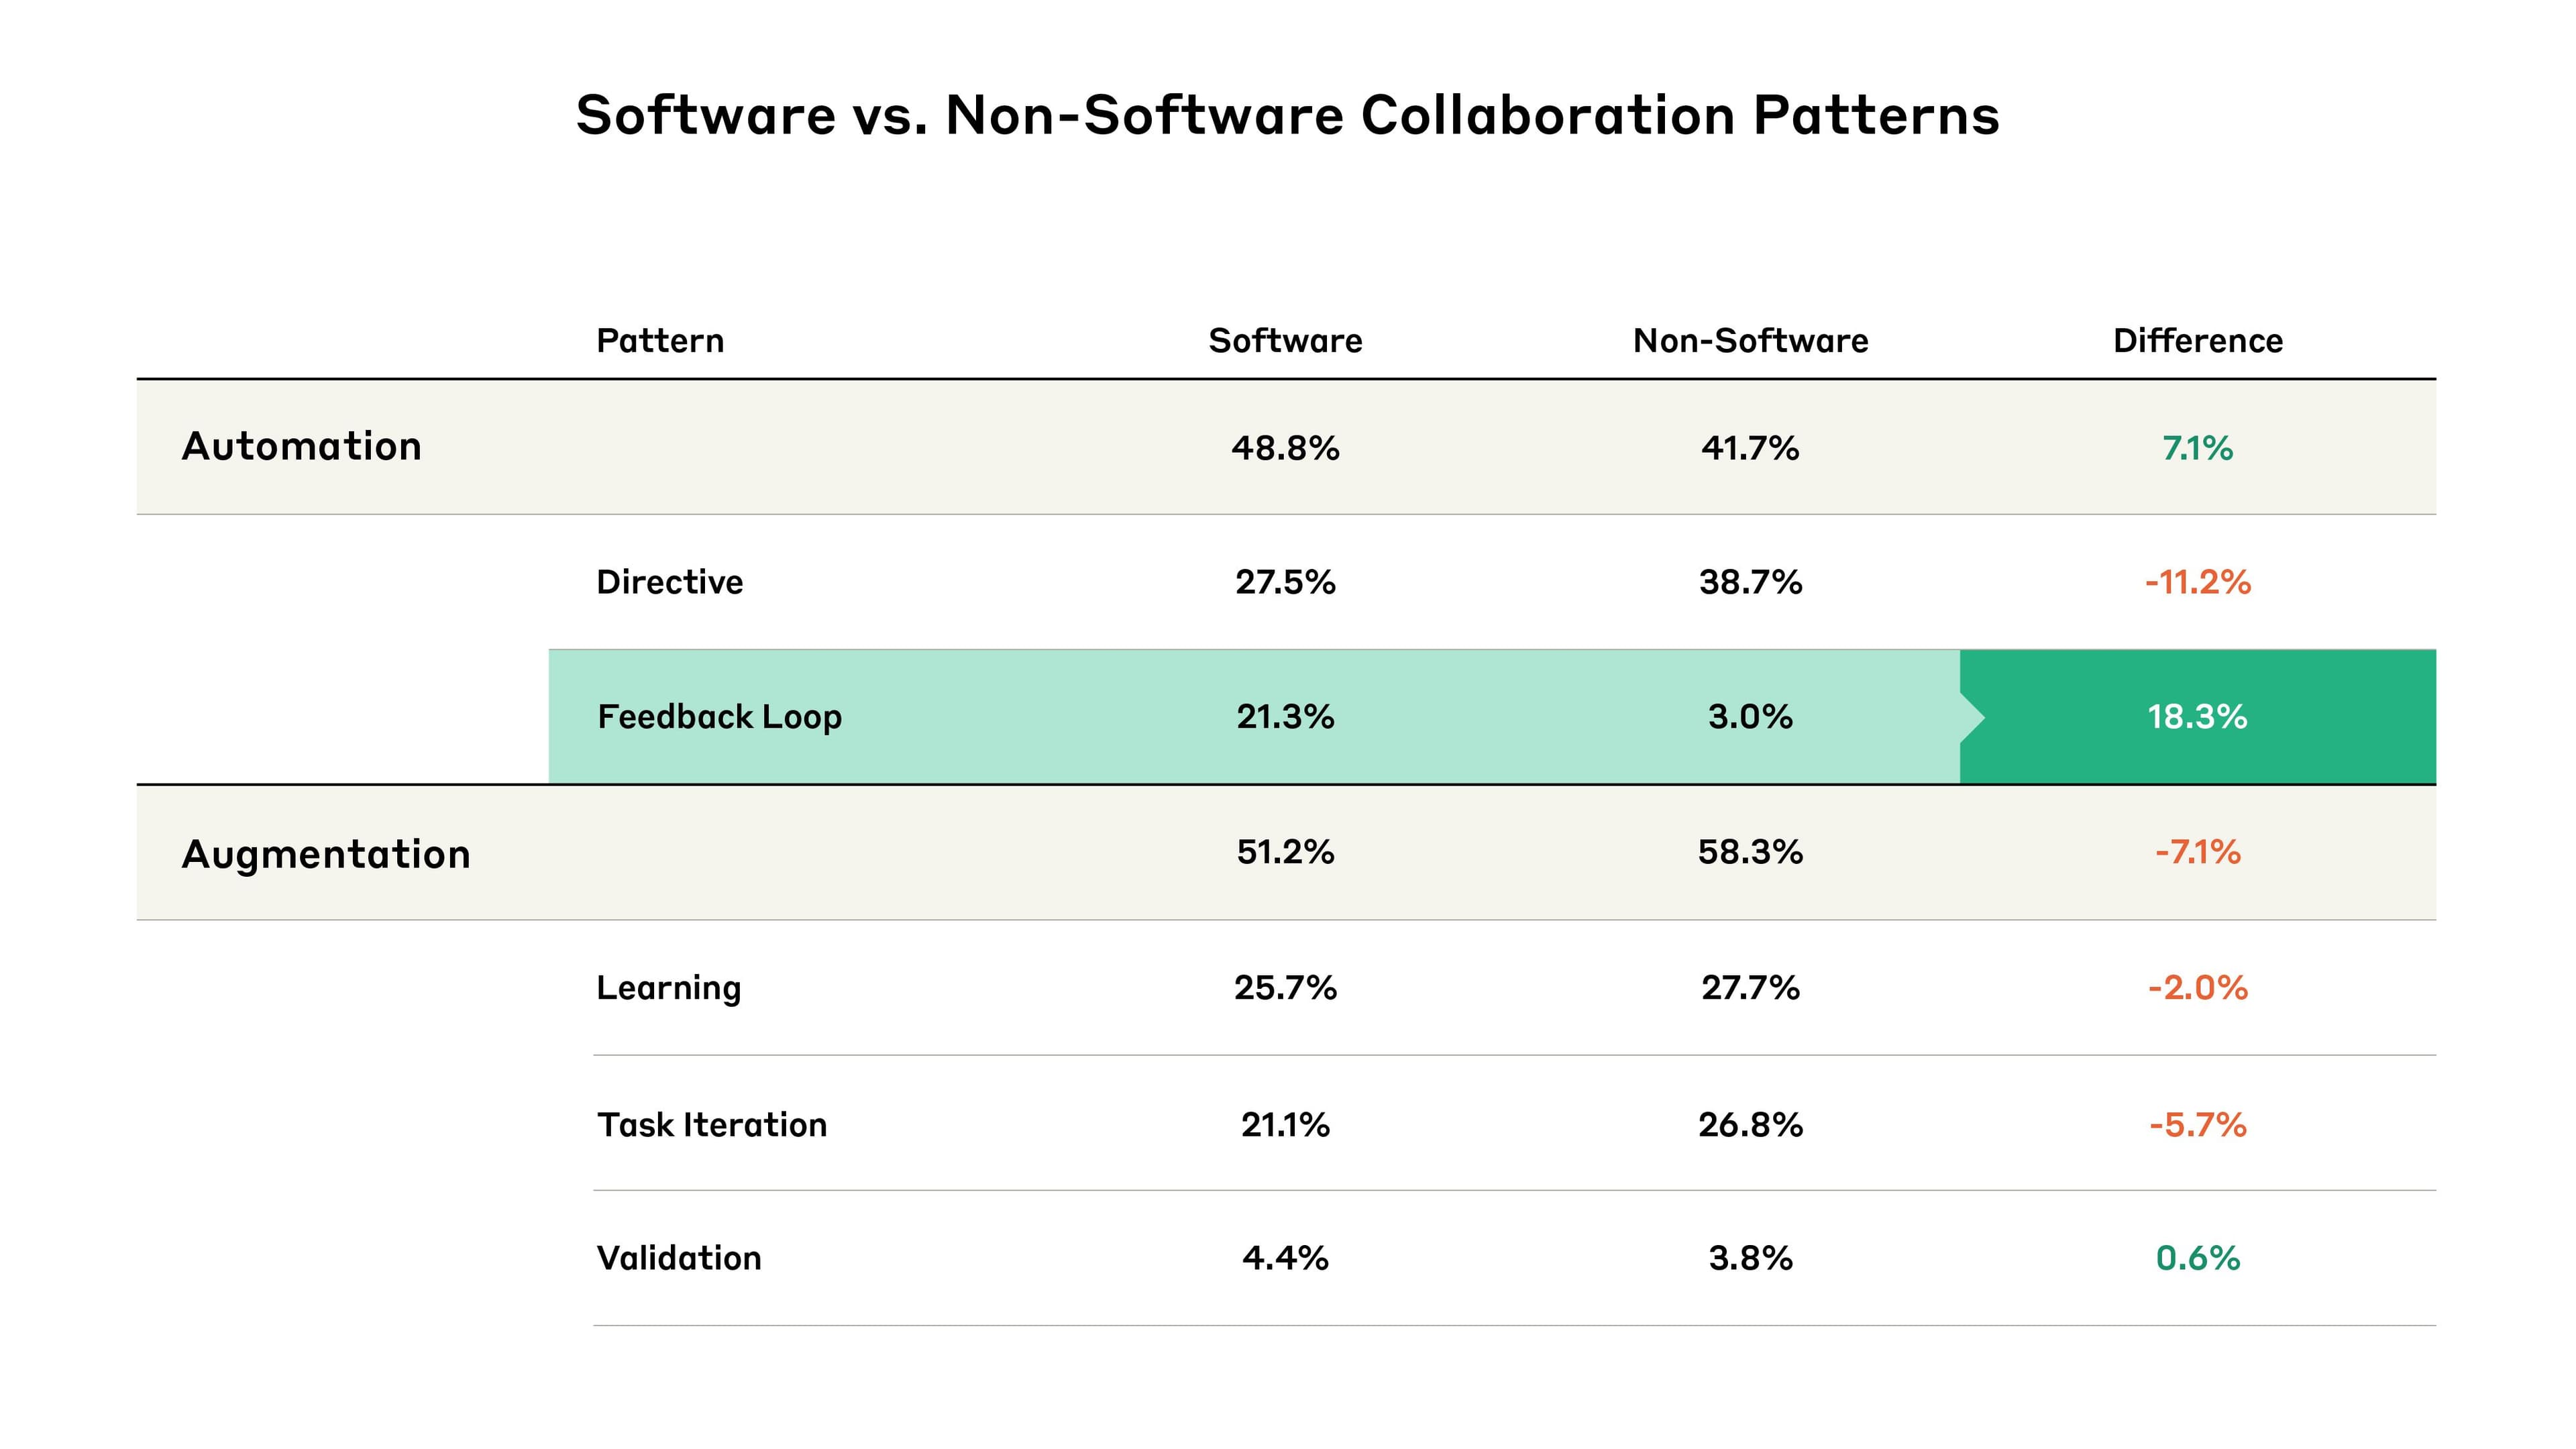 Software vs. Non-Software Collaboration Patterns
Pattern Software Non-Software Difference
Automation 48.8% 41.7% 7.1%
Directive 27.5% 38.7% -11.2%
Feedback Loop 21.3% 3.0% 18.3%
Augmentation 51.2% 58.3% -7.1%
Learning 25.7% 27.7% -2.0%
Task Iteration 21.1% 26.8% -5.7%
Validation 4.4% 3.8% 0.6%